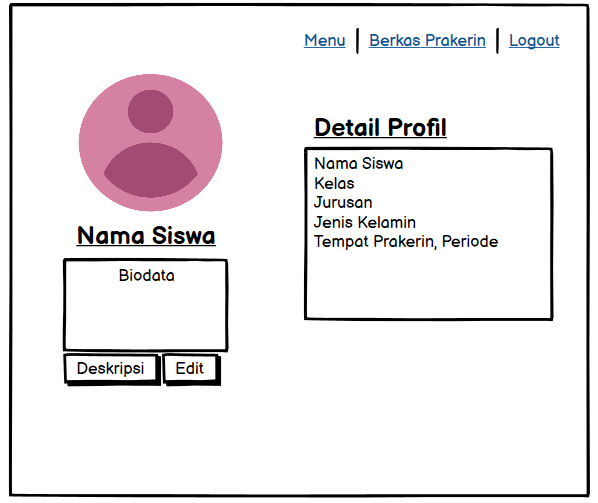 Menu | Berkas Prakerin | Logout
Detail Profil
Nama Siswa
Kelas
Jurusan
Jenis Kelamin
Tempat Prakerin, Periode
Nama Siswa
Biodata
Deskripsi Edit